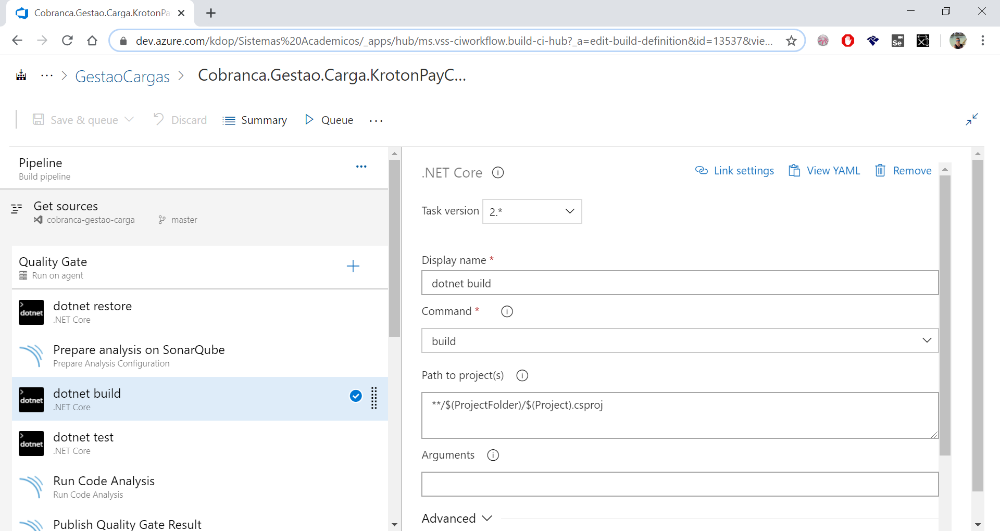 Cobranca.Gestao.Carga.KrotonPa
dev.azure.com/kdop/Sistemas%20Academicos/_apps/hub/ms.vss-ciworkflow.build-ci-hub?_a=edit-build-definition&id=13537&vie...
Se
... > GestaoCargas > Cobranca.Gestao.Carga.KrotonPayC...
Save & queue Discard Summary Queue ...
Pipeline
Build pipeline
Get sources
cobranca-gestao-carga master
Quality Gate
Run on agent
dotnet
dotnet restore
.NET Core
Prepare analysis on SonarQube
Prepare Analysis Configuration
dotnet
dotnet build
.NET Core
dotnet
dotnet test
.NET Core
Run Code Analysis
Run Code Analysis
Publish Quality Gate Result
.NET Core
Link settings View YAML Remove
Task version 2.*
Display name *
dotnet build
Command *
build
Path to project(s)
**/$(ProjectFolder)/$(Project).csproj
Arguments
Advanced